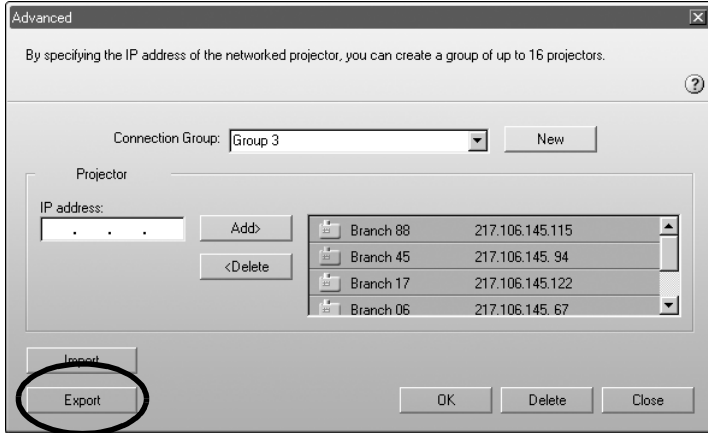 Advanced
By specifying the IP address of the networked projector, you can create a group of up to 16 projectors.
?
Connection Group: Group 3 New
Projector
IP address:
. . .
Add>
<Delete
Branch 88 217.106.145.115
Branch 45 217.106.145. 94
Branch 17 217.106.145.122
Branch 06 217.106.145. 67
Import
Export OK Delete Close